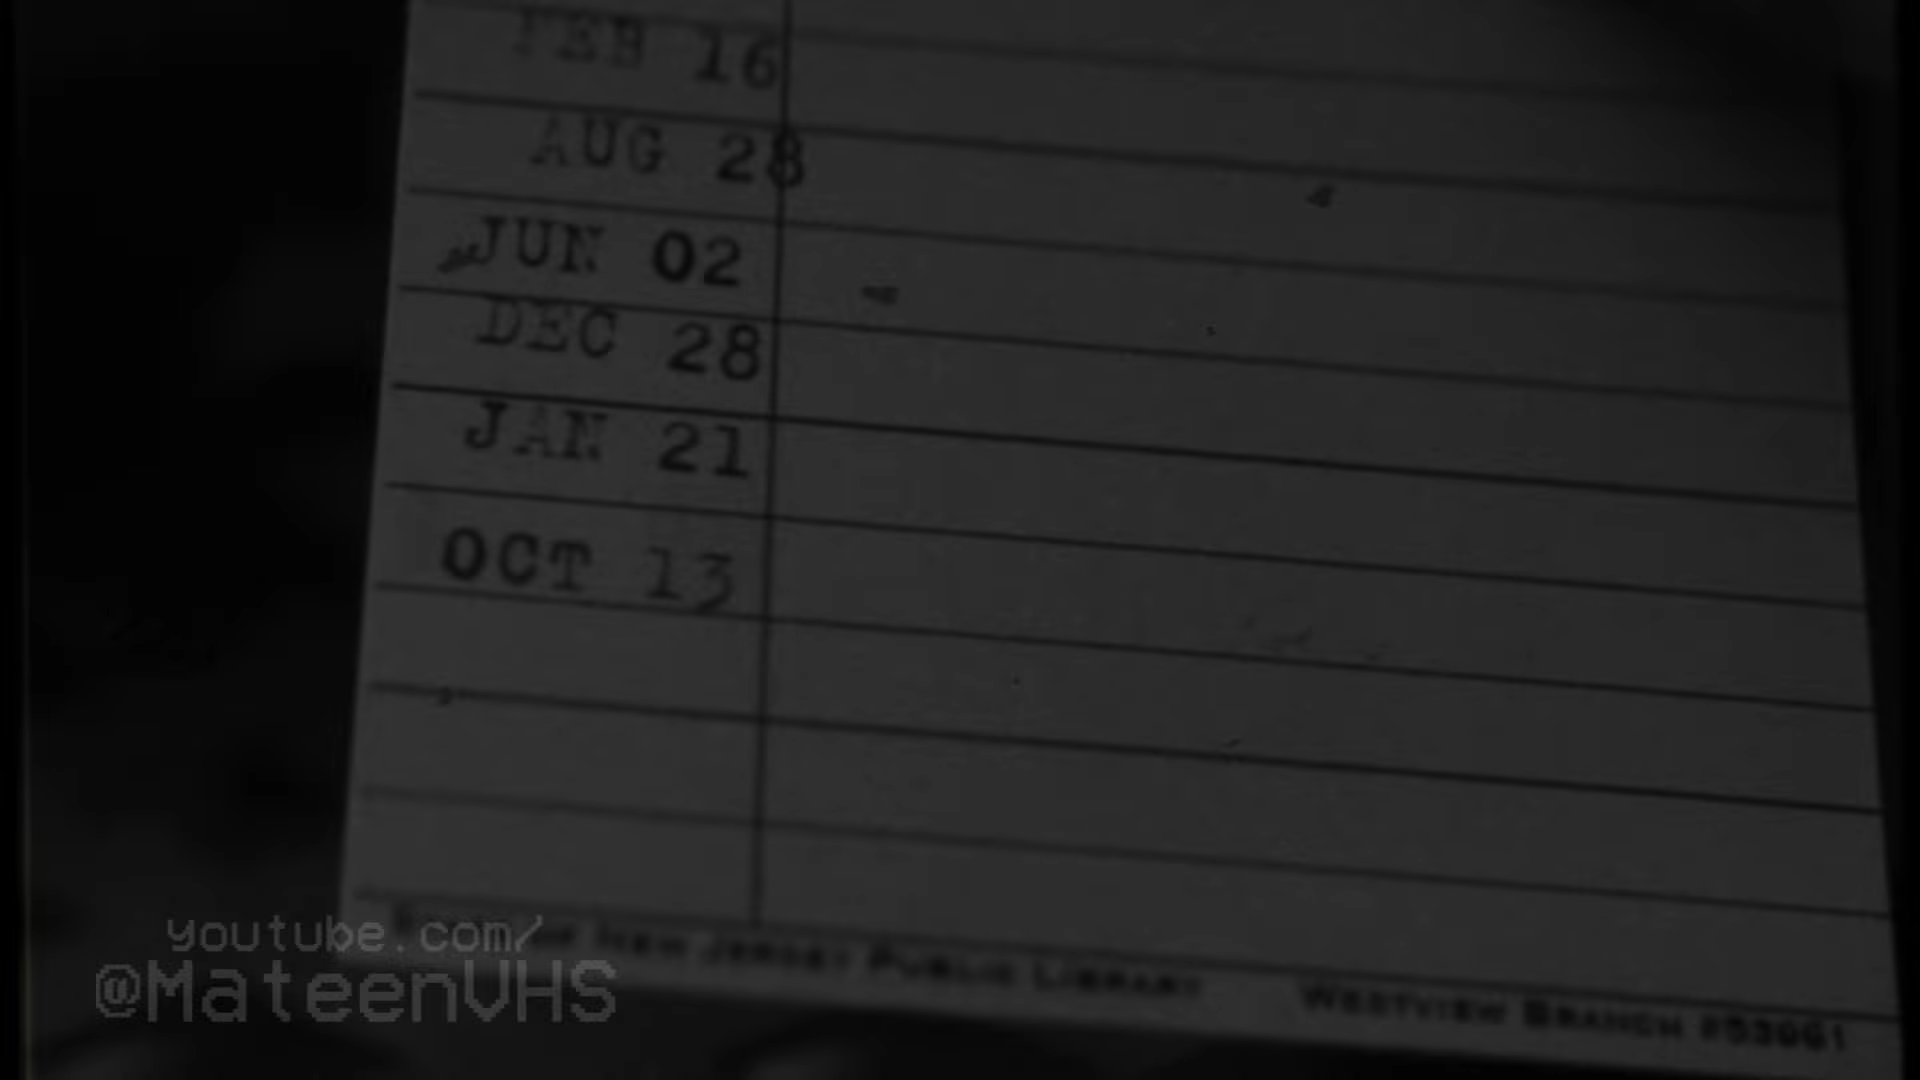 FEB 16
AUG 28
JUN 02
DEC 28
JAN 21
OCT 13
OF NEW JERSEY PUBLIC LIBRARY WESTVIEW BRANCH
youtube.com/
@MateenVHS